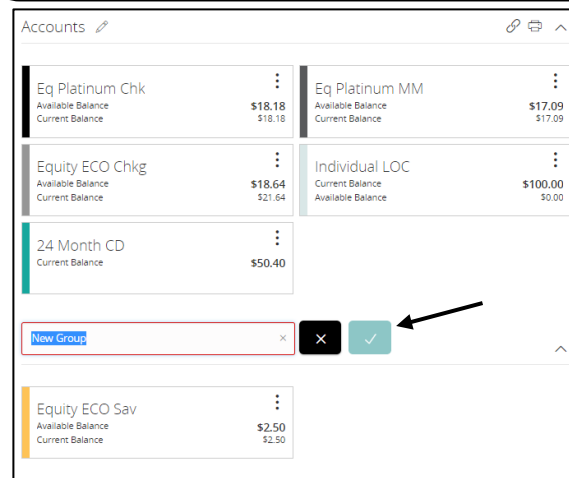 Accounts
Eq Platinum Chk
Available Balance $18.18
Current Balance $18.18
Eq Platinum MM
Available Balance $17.09
Current Balance $17.09
Equity ECO Chkg
Available Balance $18.64
Current Balance $21.64
Individual LOC
Current Balance $100.00
Available Balance $0.00
24 Month CD
Current Balance $50.40
New Group
Equity ECO Sav
Available Balance $2.50
Current Balance $2.50